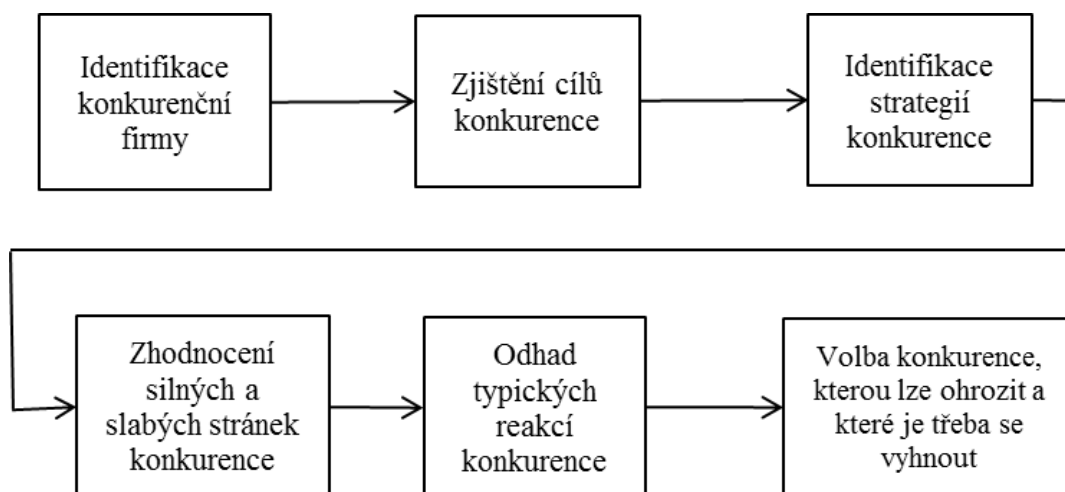 Identifikace
konkurenční
firmy
Zjištění cílů
konkurence
Identifikace
strategií
konkurence
Zhodnocení
silných a
slabých stránek
konkurence
Odhad
typických
reakcí
konkurence
Volba konkurence,
kterou lze ohrozit a
které je třeba se
vyhnout